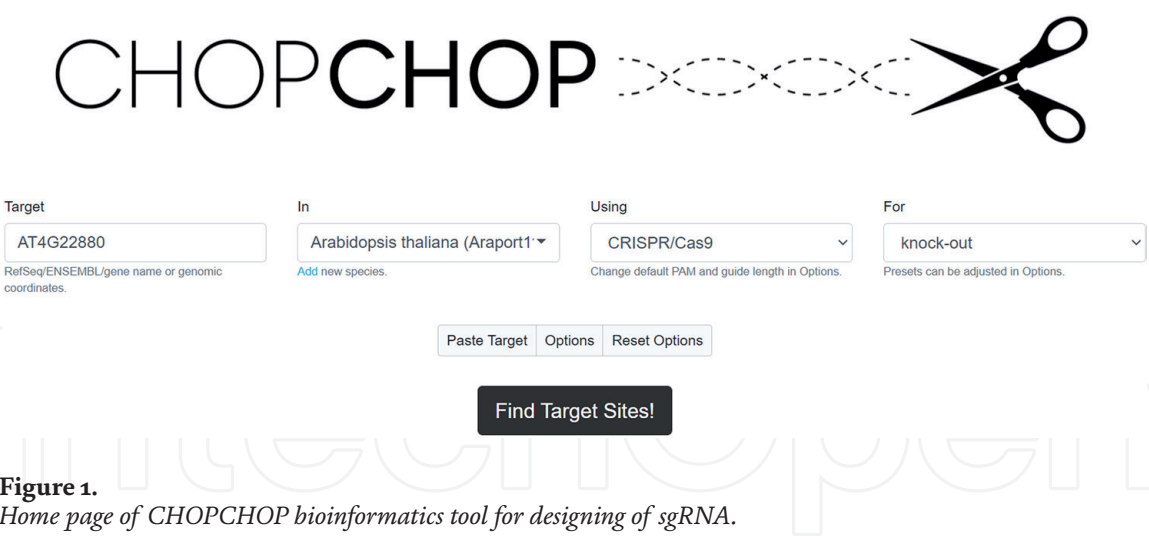 CHOPCHOP
Target
In
Using
For
AT4G22880
Arabidopsis thaliana (Araport1
CRISPR/Cas9
knock-out
RefSeq/ENSEMBL/gene name or genomic
coordinates.
Add new species.
Change default PAM and guide length in Options.
Presets can be adjusted in Options.
Paste Target
Options
Reset Options
Find Target Sites!
intechopen
Figure 1.
Home page of CHOPCHOP bioinformatics tool for designing of sgRNA.